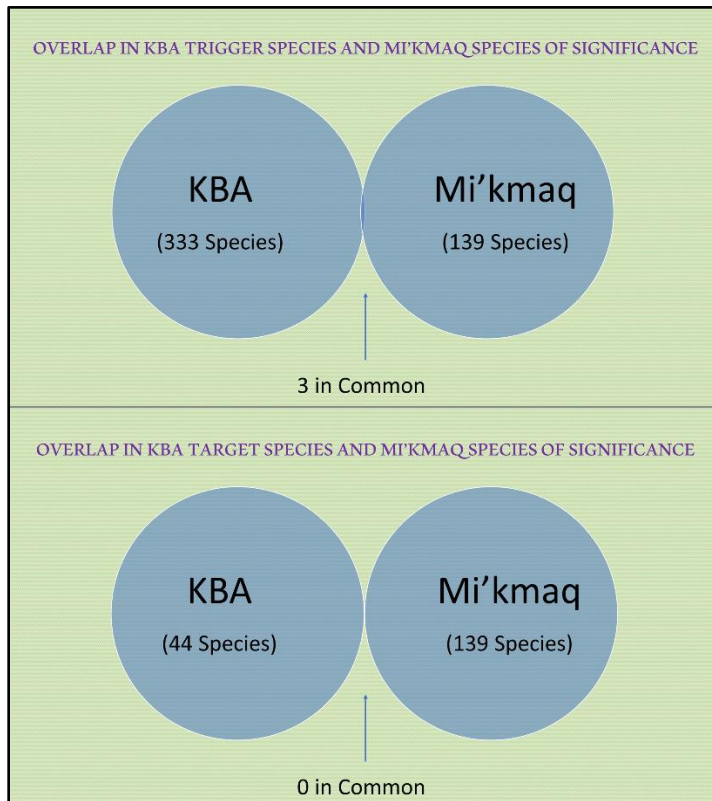 OVERLAP IN KBA TRIGGER SPECIES AND MI'KMAQ SPECIES OF SIGNIFICANCE
KBA
(333 Species)
Mi’kmaq
(139 Species)
3 in Common
OVERLAP IN KBA TARGET SPECIES AND MI'KMAQ SPECIES OF SIGNIFICANCE
KBA
(44 Species)
Mi’kmaq
(139 Species)
0 in Common